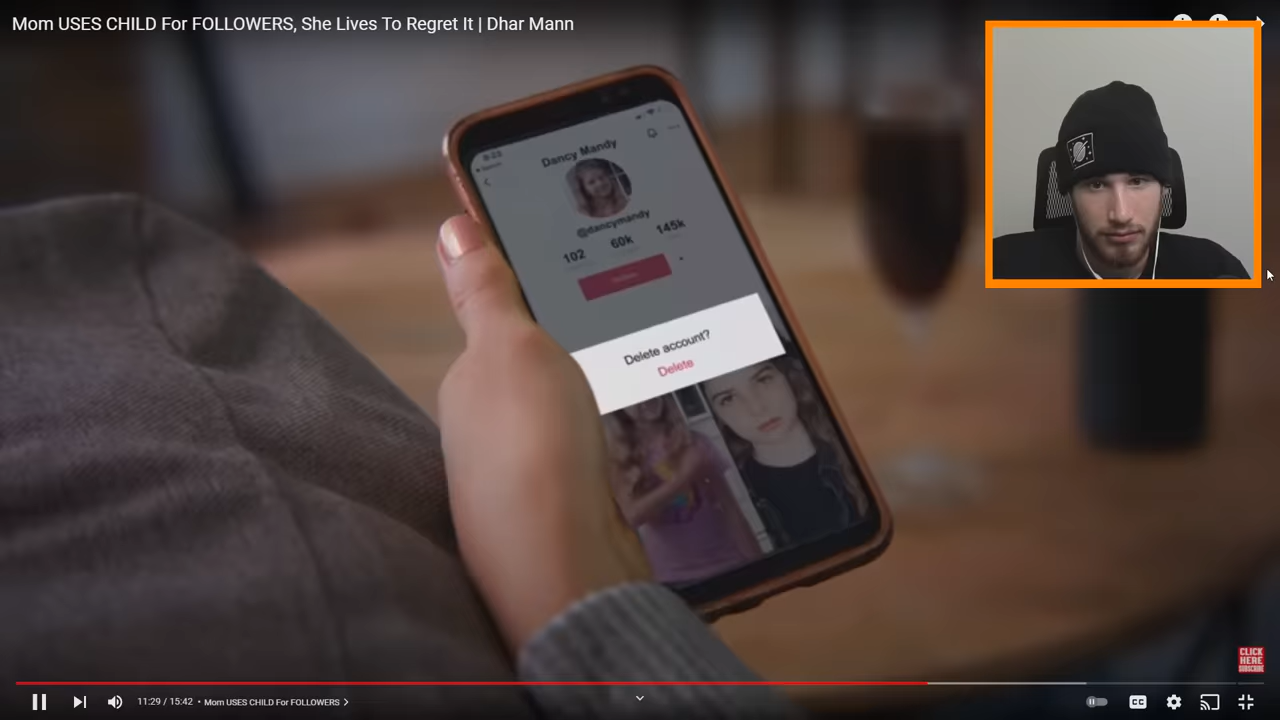 Mom USES CHILD For FOLLOWERS, She Lives To Regret It | Dhar Mann
Dancy Mandy
@dancymandy
102 60k 145k
Delete account?
Delete
CLICK
HERE
SUBSCRIBE
11:29 / 15:42 • Mom USES CHILD For FOLLOWERS
CC